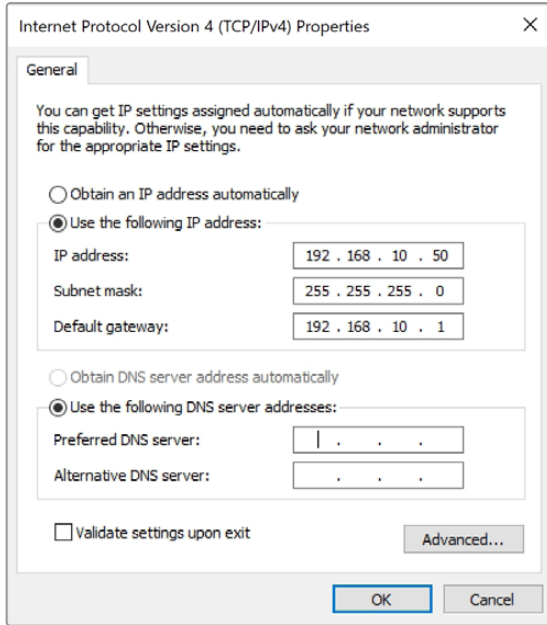 Internet Protocol Version 4 (TCP/IPv4) Properties
General
You can get IP settings assigned automatically if your network supports
this capability. Otherwise, you need to ask your network administrator
for the appropriate IP settings.
Obtain an IP address automatically
Use the following IP address:
IP address: 192 . 168 . 10 . 50
Subnet mask: 255 . 255 . 255 . 0
Default gateway: 192 . 168 . 10 . 1
Obtain DNS server address automatically
Use the following DNS server addresses:
Preferred DNS server: . . .
Alternative DNS server: . . .
Validate settings upon exit
Advanced...
OK Cancel